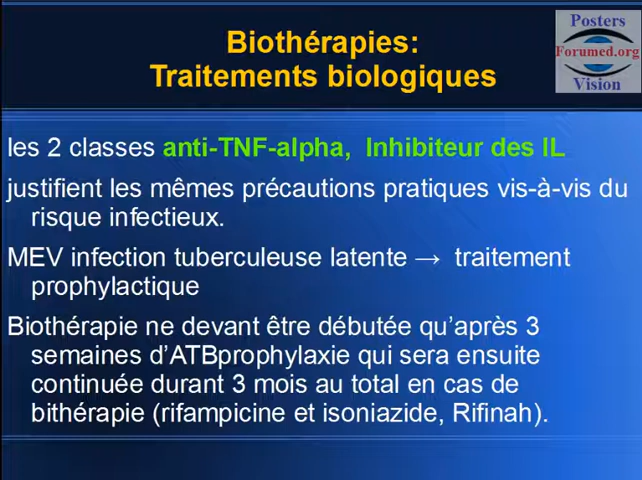 Biothérapies:
Traitements biologiques
Posters
Forumed.org
Vision
les 2 classes anti-TNF-alpha, Inhibiteur des IL
justifient les mêmes précautions pratiques vis-à-vis du
risque infectieux.
MEV infection tuberculeuse latente → traitement
prophylactique
Biothérapie ne devant être débutée qu'après 3
semaines d'ATBprophylaxie qui sera ensuite
continuée durant 3 mois au total en cas de
bithérapie (rifampicine et isoniazide, Rifinah).